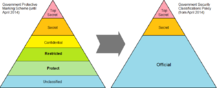 Government Protective
Marking Scheme (until
April 2014)
Top
Secret
Secret
Confidential
Restricted
Protect
Unclassified
Government Security
Classifications Policy
(from April 2014)
Top
Secret
Secret
Official